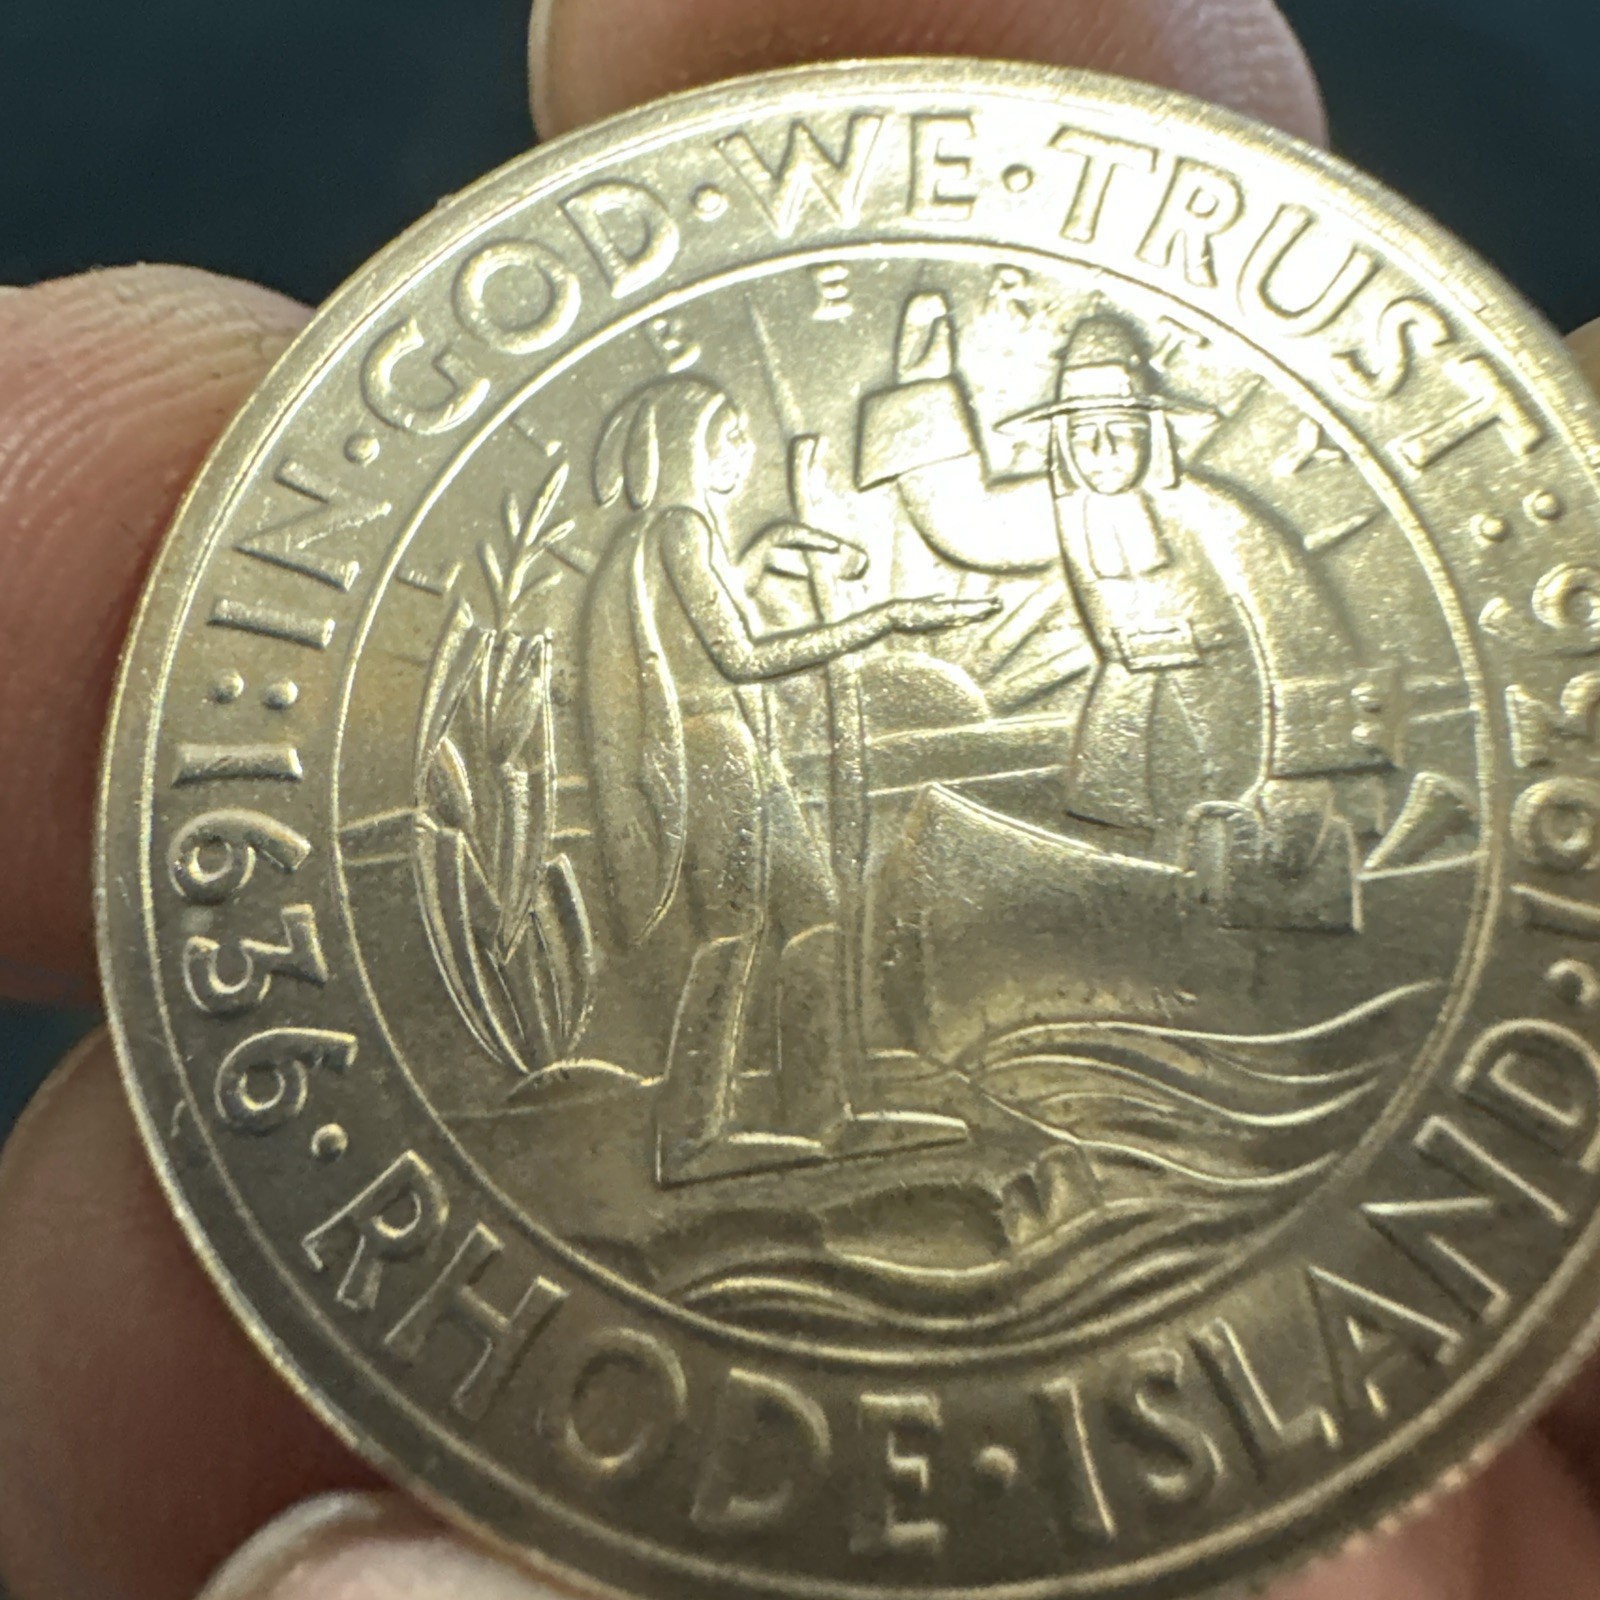 IN·GOD·WE·TRUST:
LIBERTY
1636·RHODE·ISLAND·1936